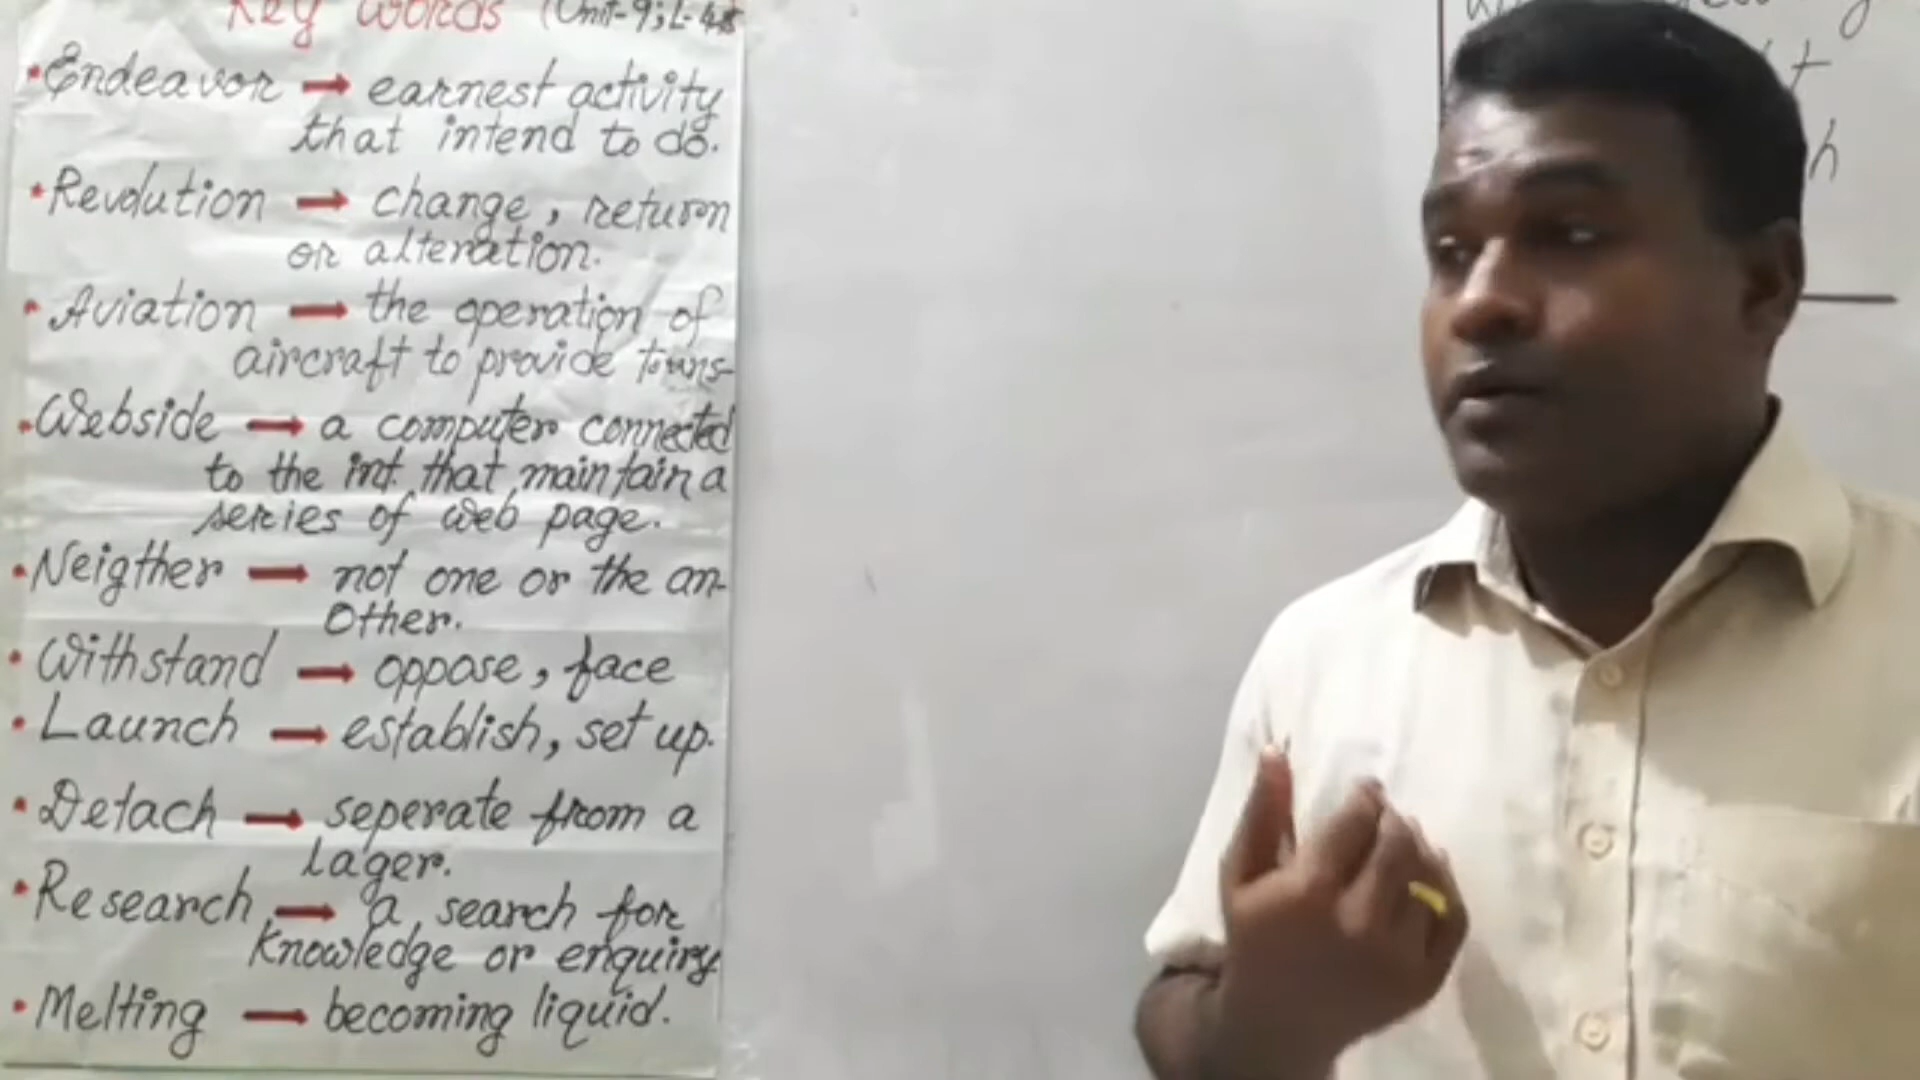 Key Words (Unit-9; L-4,5
Endeavor → earnest activity
that intend to do.
Revolution → change, return
or alteration.
Aviation → the operation of
aircraft to provide trans-
Webside → a computer connected
to the int. that maintain a
series of web page.
Neigther → not one or the an-
other.
Withstand → oppose, face
Launch → establish, set up.
Detach → seperate from a
lager.
Research → a search for
knowledge or enquiry
Melting → becoming liquid.